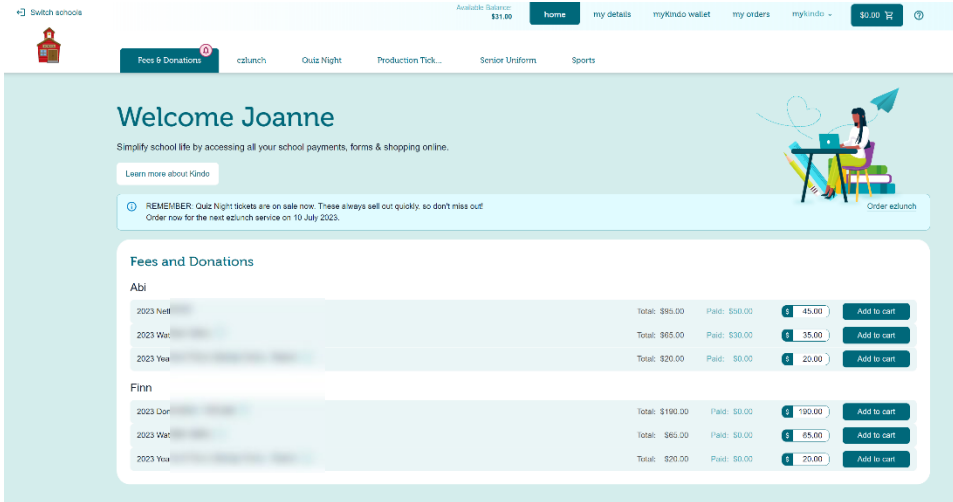 Switch schools
Available Balance:
$31.00
home
my details
myKindo wallet
my orders
mykindo
$0.00
Fees & Donations
ezlunch
Quiz Night
Production Tick...
Senior Uniform
Sports
Welcome Joanne
Simplify school life by accessing all your school payments, forms & shopping online.
Learn more about Kindo
REMEMBER: Quiz Night tickets are on sale now. These always sell out quickly, so don't miss out!
Order now for the next ezlunch service on 10 July 2023.
Order ezlunch
Fees and Donations
Abi
2023 Net Total: $95.00 Paid: $50.00 $ 45.00 Add to cart
2023 Wat Total: $65.00 Paid: $30.00 $ 35.00 Add to cart
2023 Yea Total: $20.00 Paid: $0.00 $ 20.00 Add to cart
Finn
2023 Don Total: $190.00 Paid: $0.00 $ 190.00 Add to cart
2023 Wat Total: $65.00 Paid: $0.00 $ 65.00 Add to cart
2023 Yea Total: $20.00 Paid: $0.00 $ 20.00 Add to cart